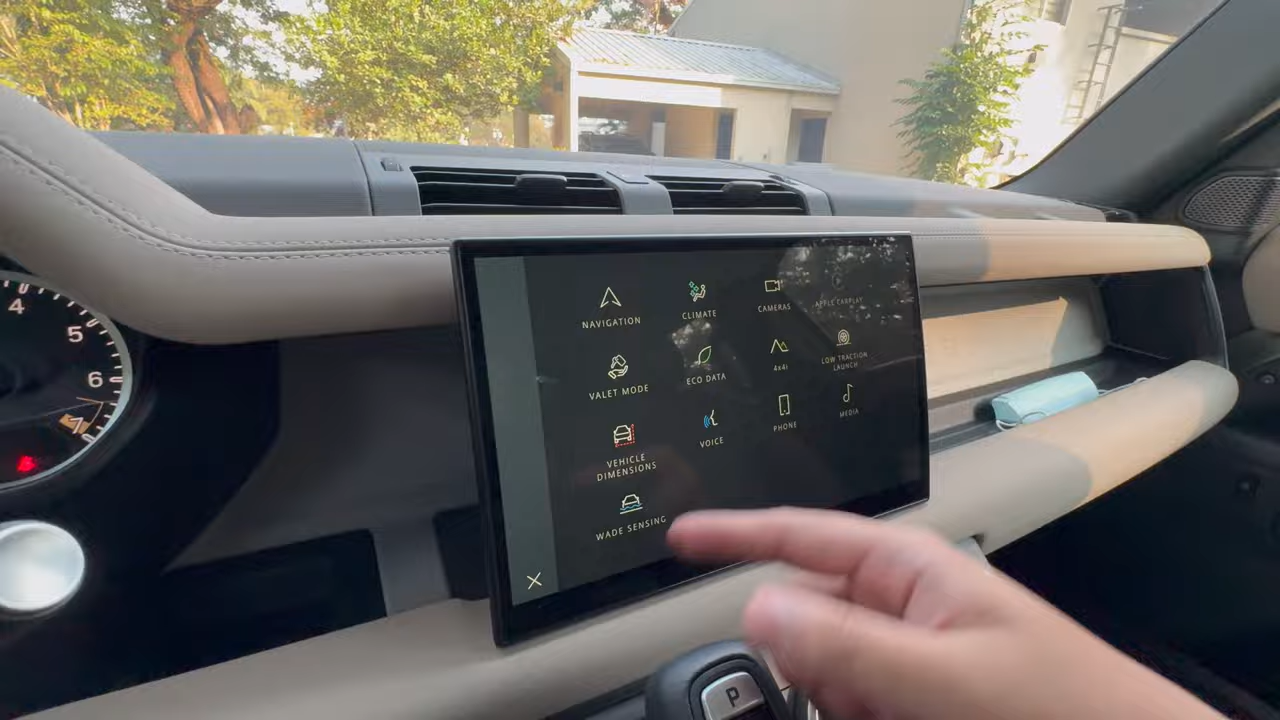 NAVIGATION
CLIMATE
CAMERAS
APPLE CARPLAY
VALET MODE
ECO DATA
4x4i
LOW TRACTION
LAUNCH
VEHICLE
DIMENSIONS
VOICE
PHONE
MEDIA
WADE SENSING
4
5
6
7
P